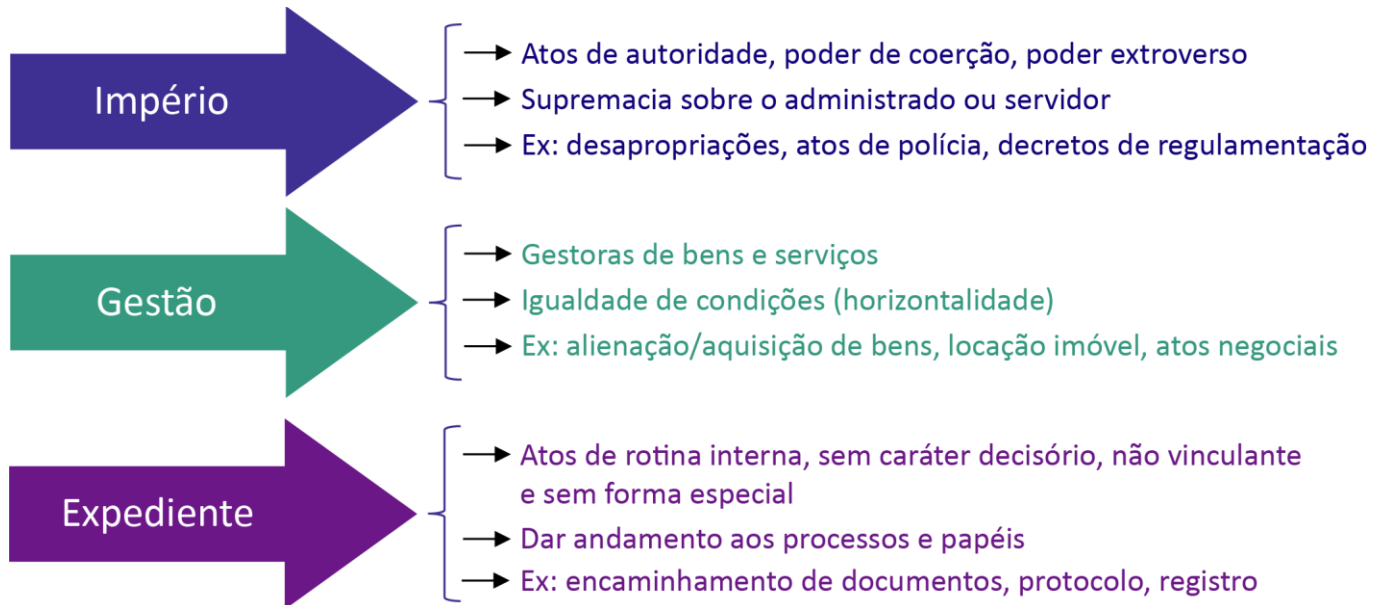 Império
Atos de autoridade, poder de coerção, poder extroverso
Supremacia sobre o administrado ou servidor
Ex: desapropriações, atos de polícia, decretos de regulamentação
Gestão
Gestoras de bens e serviços
Igualdade de condições (horizontalidade)
Ex: alienação/aquisição de bens, locação imóvel, atos negociais
Expediente
Atos de rotina interna, sem caráter decisório, não vinculante
e sem forma especial
Dar andamento aos processos e papéis
Ex: encaminhamento de documentos, protocolo, registro